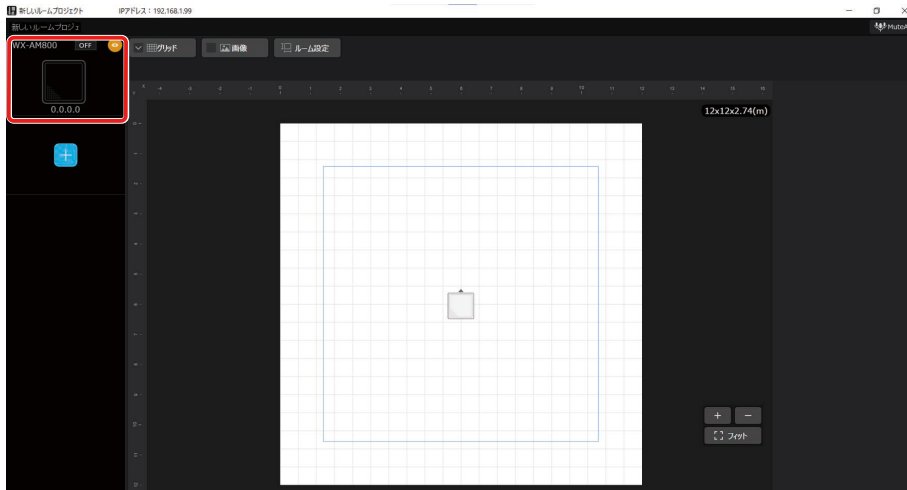 新しいルームプロジェクト IPアドレス：192.168.1.99
新しいルームプロジェ MuteA
WX-AM800 OFF グリッド 画像 ルーム設定
0.0.0.0
12x12x2.74(m)
フィット